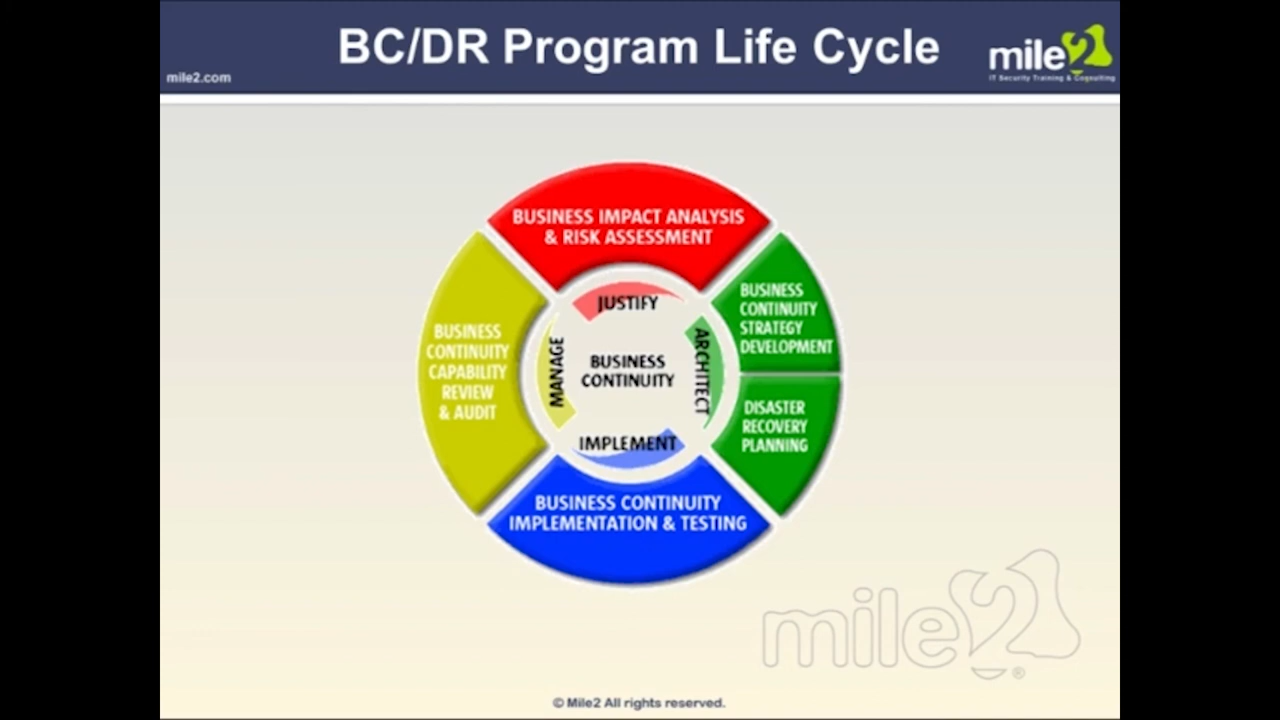 BC/DR Program Life Cycle
mile2
IT Security Training & Consulting
mile2.com
BUSINESS IMPACT ANALYSIS
& RISK ASSESSMENT
BUSINESS
CONTINUITY
STRATEGY
DEVELOPMENT
DISASTER
RECOVERY
PLANNING
BUSINESS CONTINUITY
IMPLEMENTATION & TESTING
BUSINESS
CONTINUITY
CAPABILITY
REVIEW
& AUDIT
JUSTIFY
ARCHITECT
IMPLEMENT
MANAGE
BUSINESS
CONTINUITY
mile2®
© Mile2 All rights reserved.